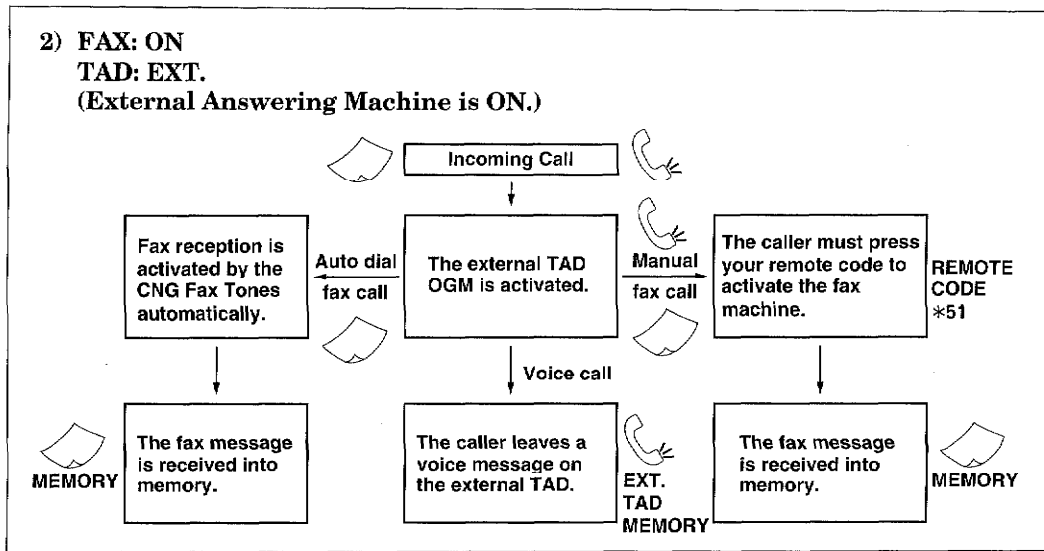 2) FAX: ON
TAD: EXT.
(External Answering Machine is ON.)
Incoming Call
Fax reception is
activated by the
CNG Fax Tones
automatically.
Auto dial
fax call
The external TAD
OGM is activated.
Manual
fax call
The caller must press
your remote code to
activate the fax
machine.
REMOTE
CODE
*51
Voice call
MEMORY
The fax message
is received into
memory.
The caller leaves a
voice message on
the external TAD.
EXT.
TAD
MEMORY
The fax message
is received into
memory.
MEMORY